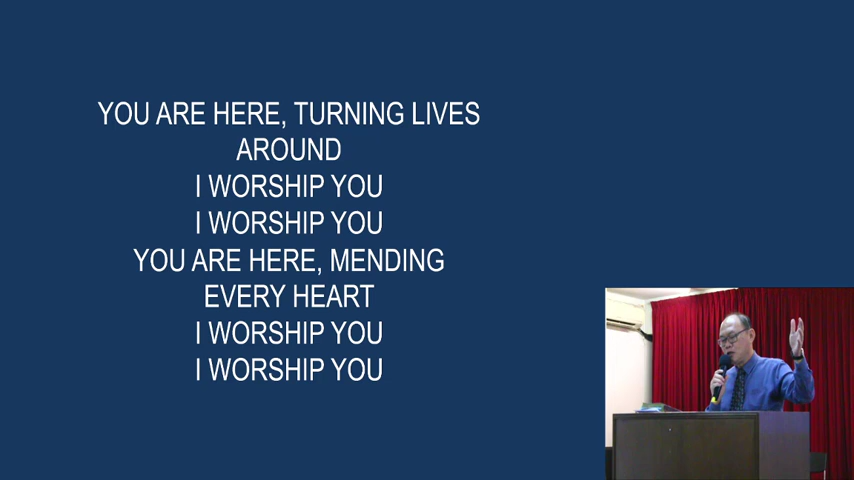 YOU ARE HERE, TURNING LIVES
AROUND
I WORSHIP YOU
I WORSHIP YOU
YOU ARE HERE, MENDING
EVERY HEART
I WORSHIP YOU
I WORSHIP YOU